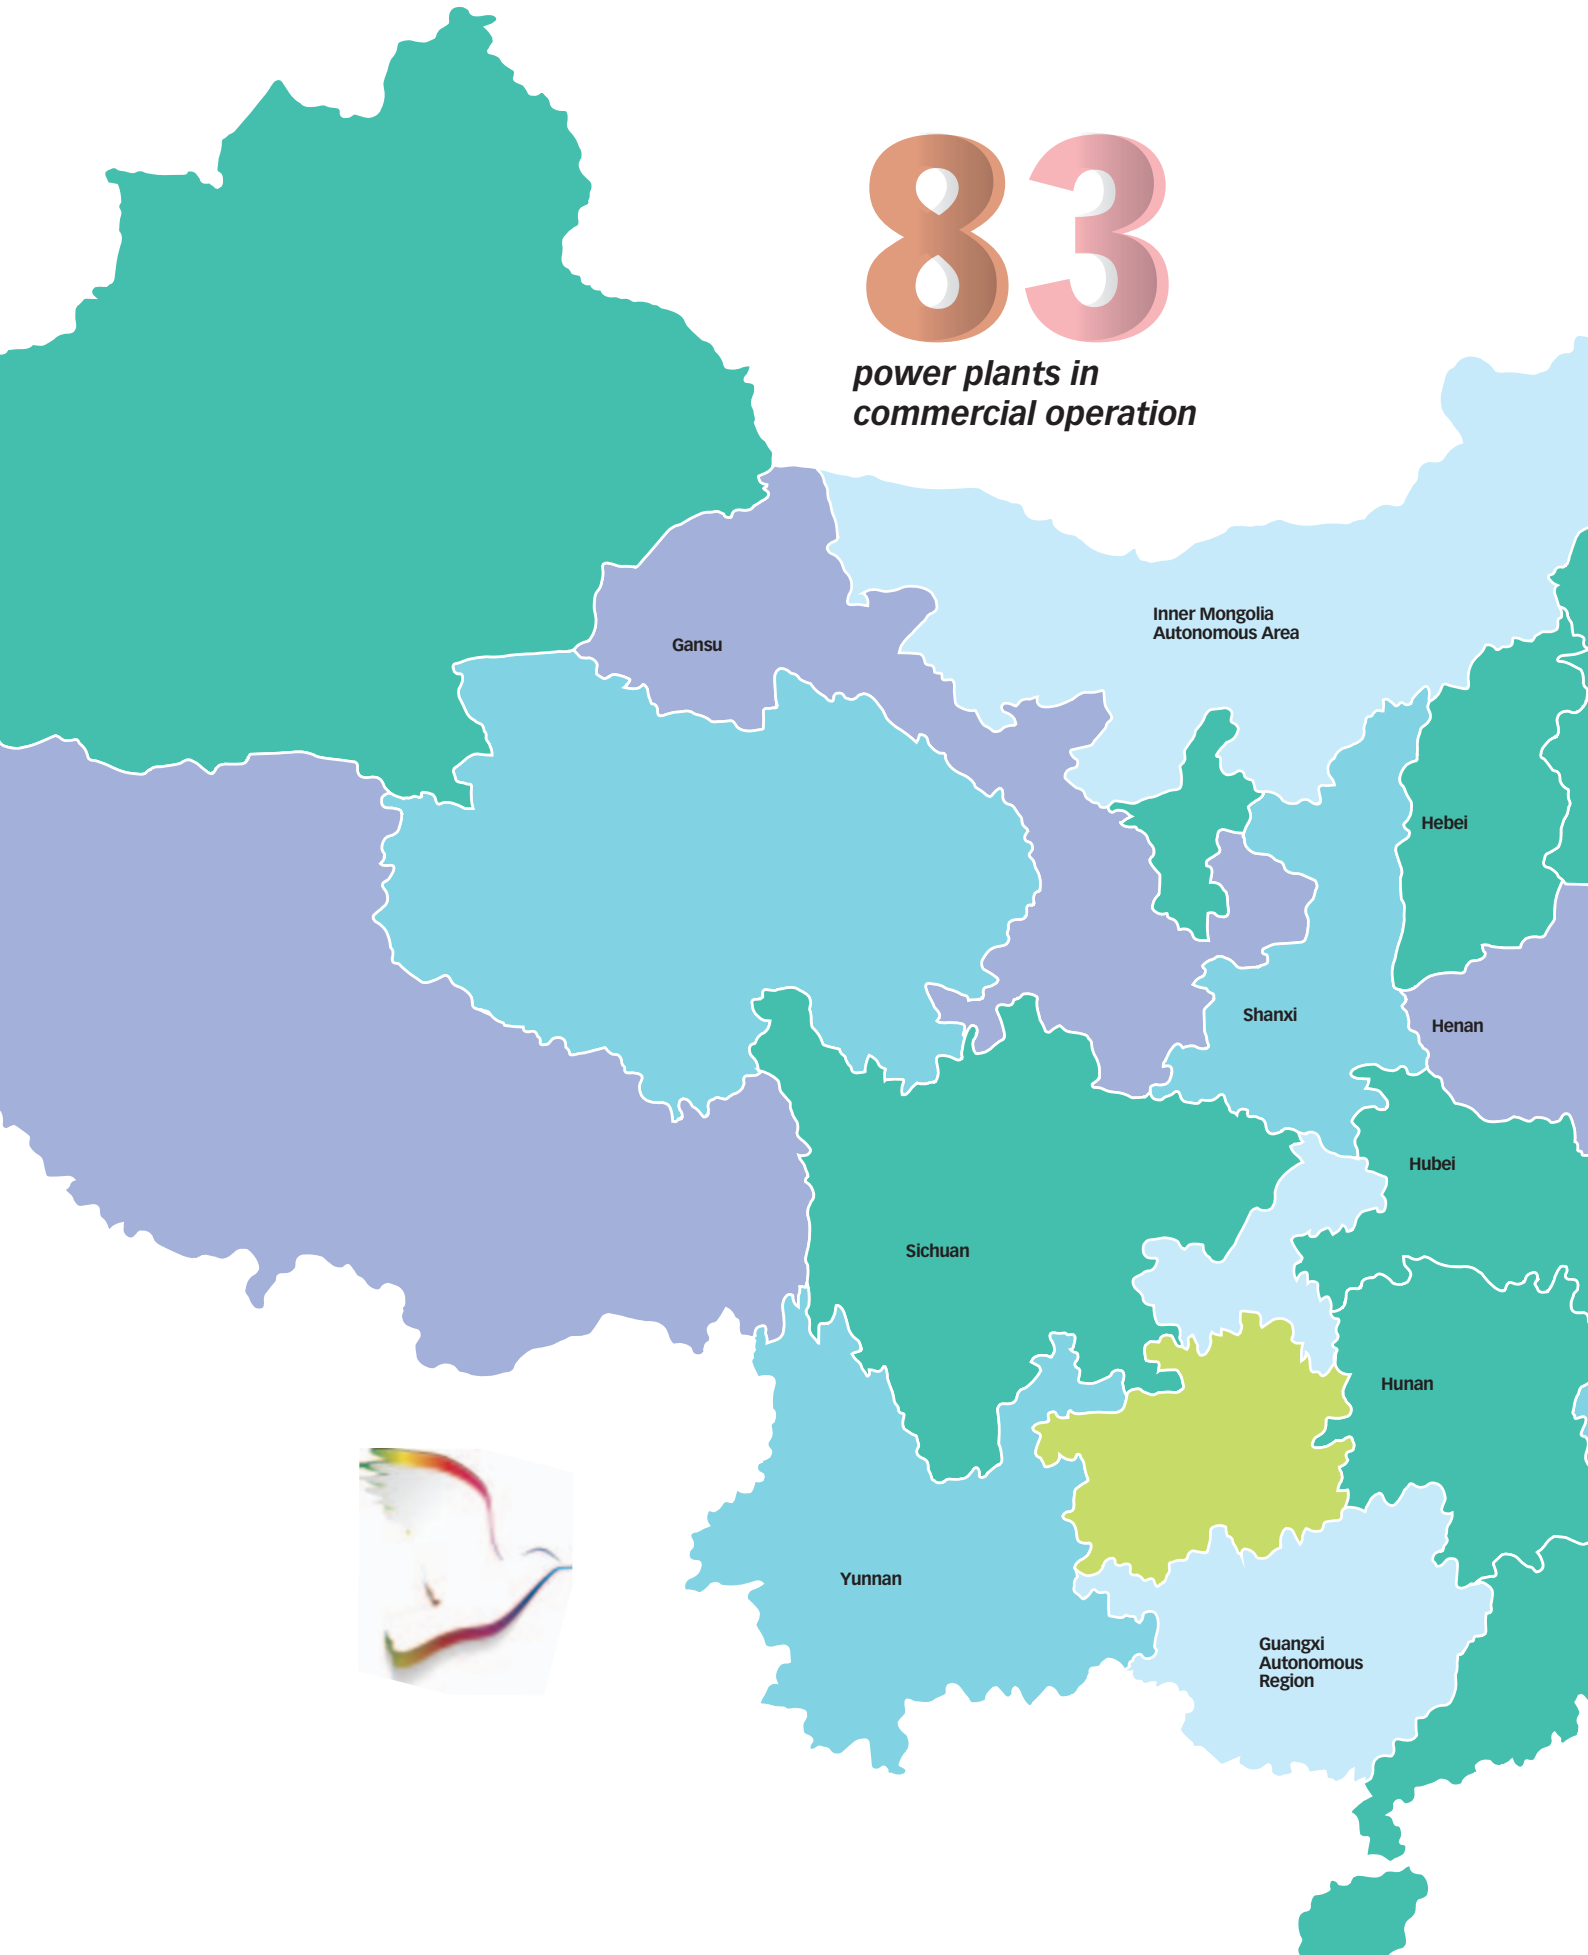 83
power plants in
commercial operation
Inner Mongolia
Autonomous Area
Gansu
Hebei
Shanxi
Henan
Hubei
Sichuan
Hunan
Yunnan
Guangxi
Autonomous
Region